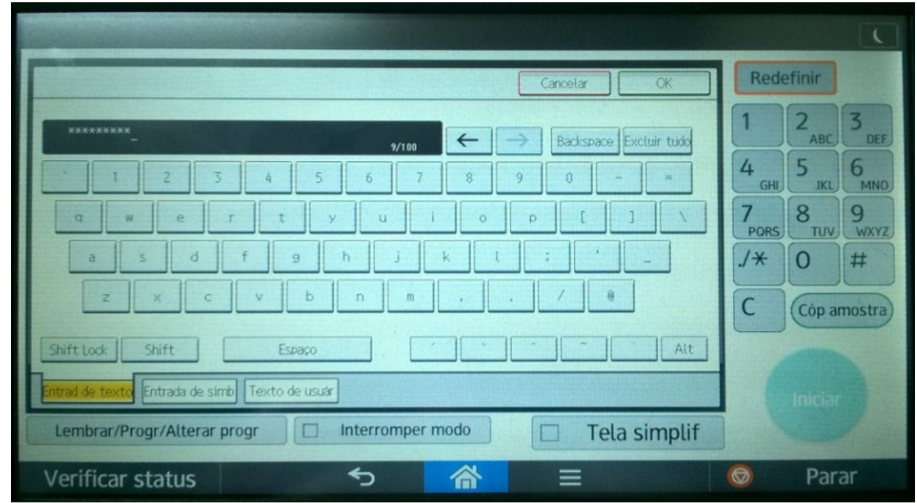 Cancelar OK
Redefinir
*********_
9/100
← → Backspace Excluir tudo
` 1 2 3 4 5 6 7 8 9 0 - =
q w e r t y u i o p [ ] \
a s d f g h j k l ; ' _
z x c v b n m , . / @
Shift Lock Shift Espaço Alt
Entrad de texto Entrada de simb Texto de usuár
1 2 ABC 3 DEF
4 GHI 5 JKL 6 MNO
7 PQRS 8 TUV 9 WXYZ
./* 0 #
C Cóp amostra
Iniciar
Lembrar/Progr/Alterar progr Interromper modo Tela simplif
Verificar status Parar